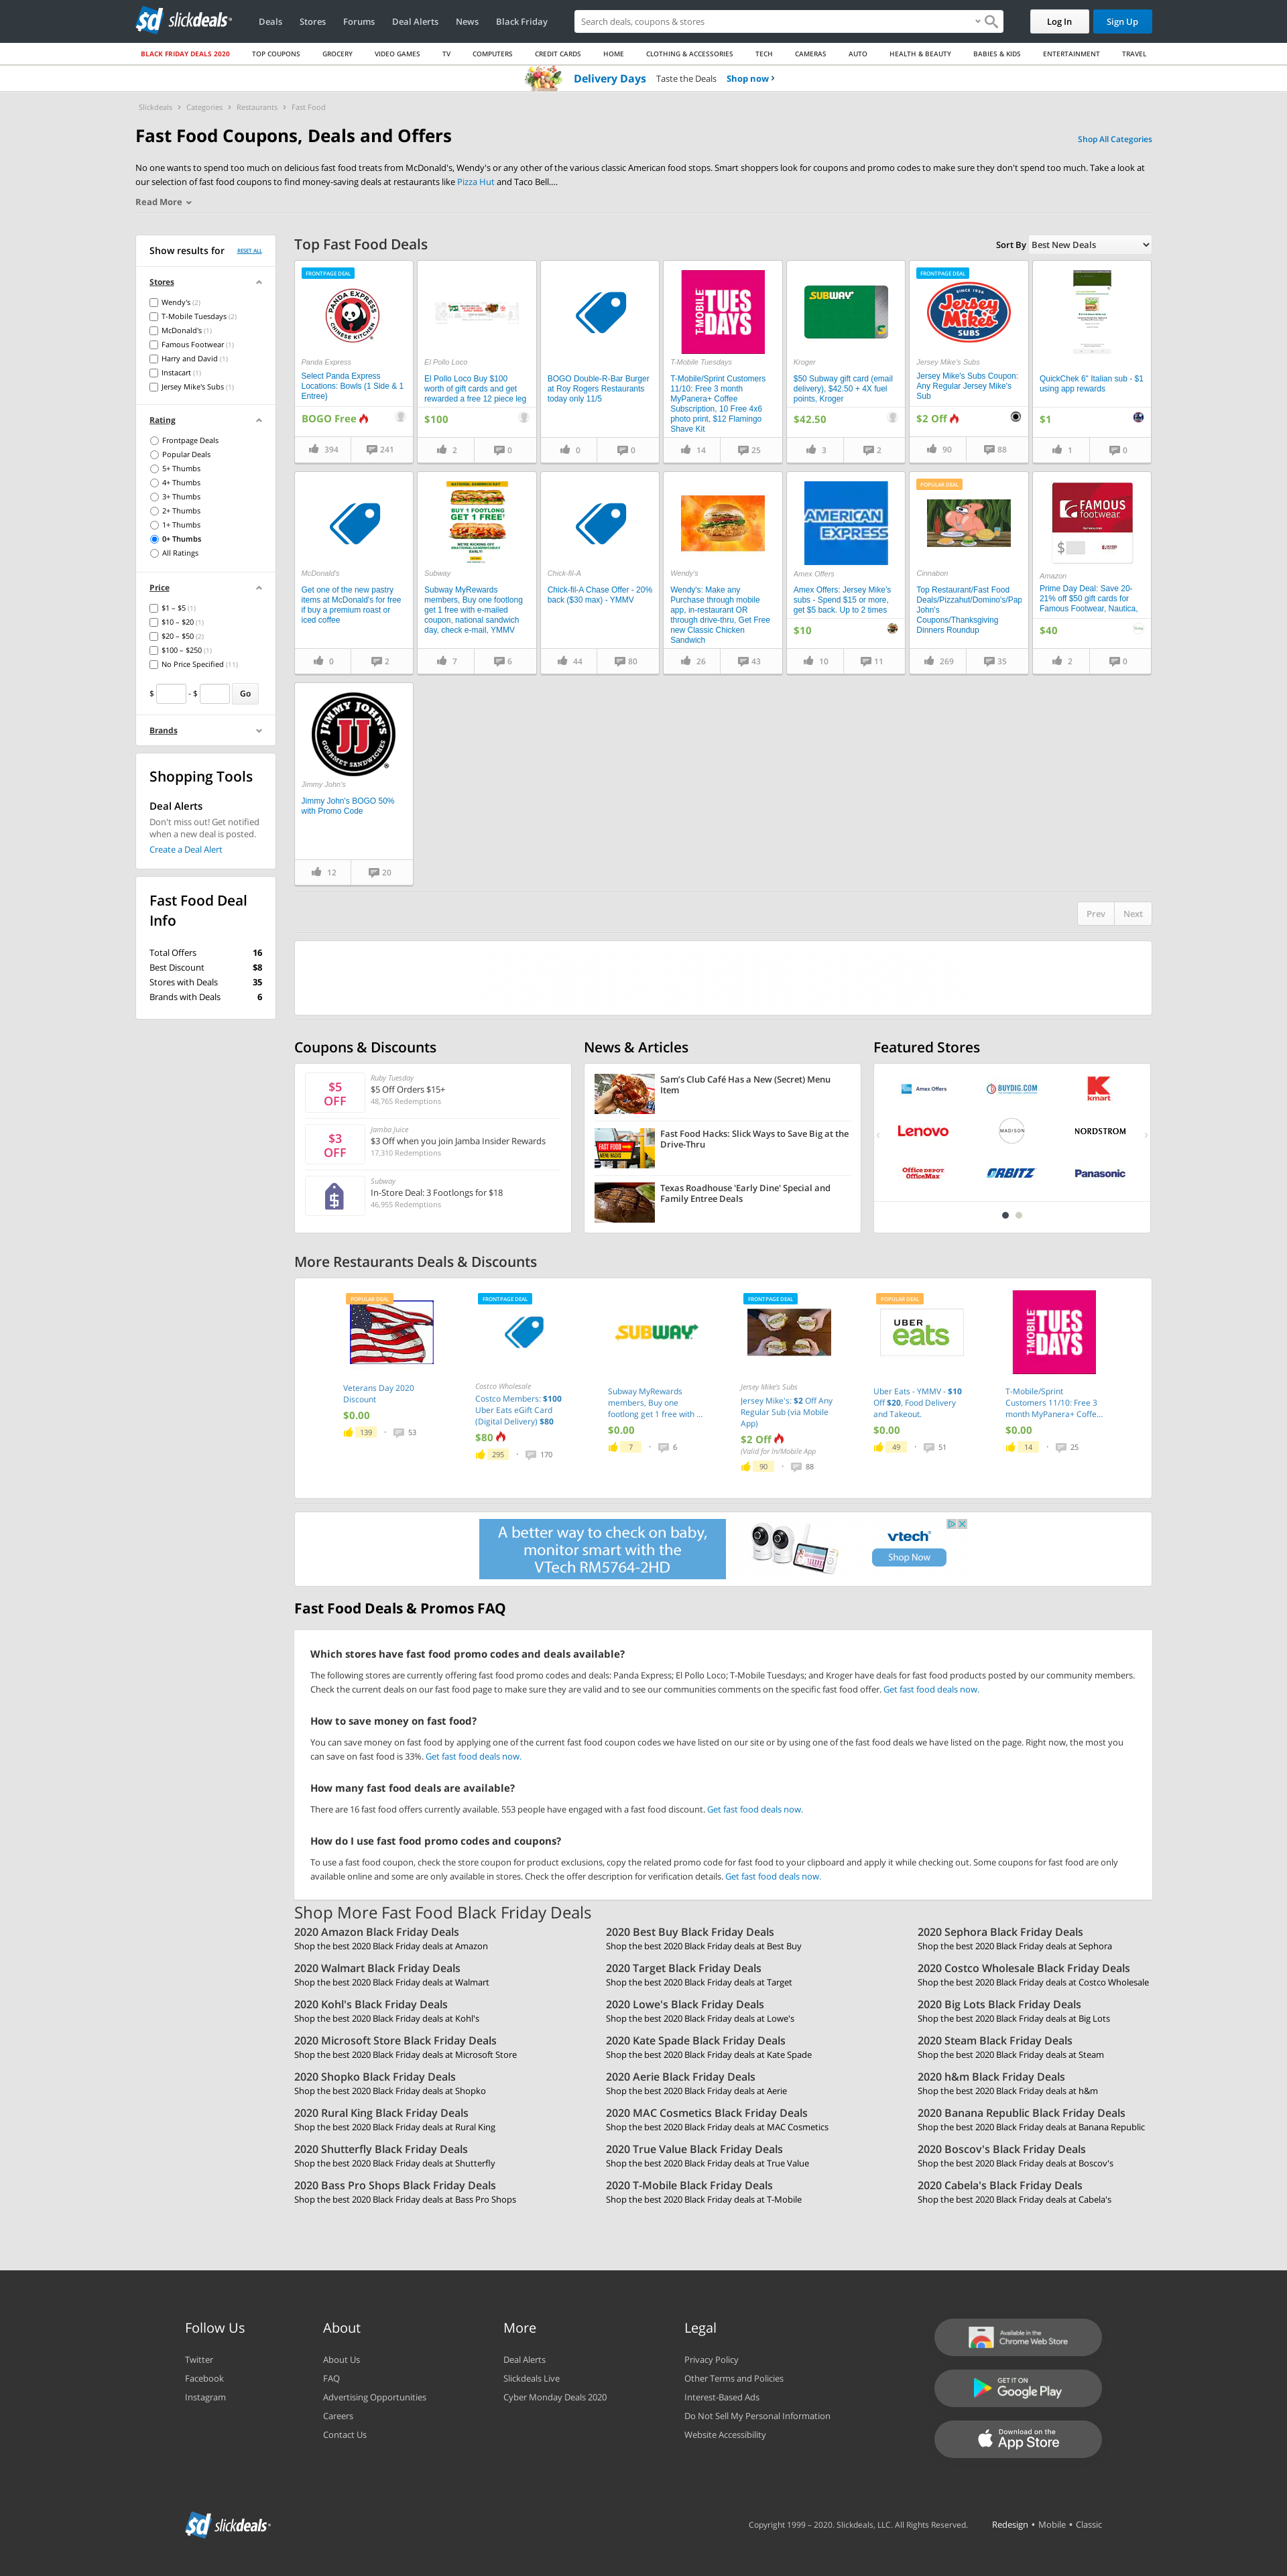 sd slickdeals
Deals Stores Forums Deal Alerts News Black Friday
Search deals, coupons & stores
Log In Sign Up
BLACK FRIDAY DEALS 2020 TOP COUPONS GROCERY VIDEO GAMES TV COMPUTERS CREDIT CARDS HOME CLOTHING & ACCESSORIES TECH CAMERAS AUTO HEALTH & BEAUTY BABIES & KIDS ENTERTAINMENT TRAVEL
Delivery Days Taste the Deals Shop now ›
Slickdeals › Categories › Restaurants › Fast Food
Fast Food Coupons, Deals and Offers
Shop All Categories
No one wants to spend too much on delicious fast food treats from McDonald's, Wendy's or any other of the various classic American food stops. Smart shoppers look for coupons and promo codes to make sure they don't spend too much. Take a look at
our selection of fast food coupons to find money-saving deals at restaurants like Pizza Hut and Taco Bell....
Read More
Show results for RESET ALL
Stores
Wendy's (2)
T-Mobile Tuesdays (2)
McDonald's (1)
Famous Footwear (1)
Harry and David (1)
Instacart (1)
Jersey Mike's Subs (1)
Rating
Frontpage Deals
Popular Deals
5+ Thumbs
4+ Thumbs
3+ Thumbs
2+ Thumbs
1+ Thumbs
0+ Thumbs
All Ratings
Price
$1 – $5 (1)
$10 – $20 (1)
$20 – $50 (2)
$100 – $250 (1)
No Price Specified (11)
$ - $ Go
Brands
Shopping Tools
Deal Alerts
Don't miss out! Get notified
when a new deal is posted.
Create a Deal Alert
Fast Food Deal
Info
Total Offers 16
Best Discount $8
Stores with Deals 35
Brands with Deals 6
Top Fast Food Deals
Sort By Best New Deals
FRONTPAGE DEAL
PANDA EXPRESS
CHINESE KITCHEN
Panda Express
Select Panda Express
Locations: Bowls (1 Side & 1
Entree)
BOGO Free
394 241
El Pollo Loco
El Pollo Loco Buy $100
worth of gift cards and get
rewarded a free 12 piece leg
$100
2 0
BOGO Double-R-Bar Burger
at Roy Rogers Restaurants
today only 11/5
0 0
T-MOBILE
TUES
DAYS
T-Mobile Tuesdays
T-Mobile/Sprint Customers
11/10: Free 3 month
MyPanera+ Coffee
Subscription, 10 Free 4x6
photo print, $12 Flamingo
Shave Kit
14 25
SUBWAY
Kroger
$50 Subway gift card (email
delivery), $42.50 + 4X fuel
points, Kroger
$42.50
3 2
FRONTPAGE DEAL
SINCE 1956
Jersey
Mike's
SUBS
Jersey Mike's Subs
Jersey Mike's Subs Coupon:
Any Regular Jersey Mike's
Sub
$2 Off
90 88
QuickChek 6" Italian sub - $1
using app rewards
$1
1 0
McDonald's
Get one of the new pastry
items at McDonald's for free
if buy a premium roast or
iced coffee
0 2
NATIONAL SANDWICH DAY
BUY 1 FOOTLONG
GET 1 FREE
WE'RE KICKING OFF
#NATIONALSANDWICHDAY
EARLY!
Subway
Subway MyRewards
members, Buy one footlong
get 1 free with e-mailed
coupon, national sandwich
day, check e-mail, YMMV
7 6
Chick-fil-A
Chick-fil-A Chase Offer - 20%
back ($30 max) - YMMV
44 80
Wendy's
Wendy's: Make any
Purchase through mobile
app, in-restaurant OR
through drive-thru, Get Free
new Classic Chicken
Sandwich
26 43
AMERICAN
EXPRESS
Amex Offers
Amex Offers: Jersey Mike's
subs - Spend $15 or more,
get $5 back. Up to 2 times
$10
10 11
POPULAR DEAL
Cinnabon
Top Restaurant/Fast Food
Deals/Pizzahut/Domino's/Pap
John's
Coupons/Thanksgiving
Dinners Roundup
269 35
FAMOUS
footwear
$
Amazon
Prime Day Deal: Save 20-
21% off $50 gift cards for
Famous Footwear, Nautica,
$40
2 0
JIMMY JOHN'S
JJ
GOURMET SANDWICHES
Jimmy John's
Jimmy John's BOGO 50%
with Promo Code
12 20
Prev Next
Coupons & Discounts
$5
OFF
Ruby Tuesday
$5 Off Orders $15+
48,765 Redemptions
$3
OFF
Jamba Juice
$3 Off when you join Jamba Insider Rewards
17,310 Redemptions
$
Subway
In-Store Deal: 3 Footlongs for $18
46,955 Redemptions
News & Articles
Sam's Club Café Has a New (Secret) Menu
Item
FAST FOOD
MENU HACKS
Fast Food Hacks: Slick Ways to Save Big at the
Drive-Thru
Texas Roadhouse 'Early Dine' Special and
Family Entree Deals
Featured Stores
Amex Offers BUYDIG.COM K kmart
Lenovo MADISON NORDSTROM
Office DEPOT OfficeMax ORBITZ Panasonic
More Restaurants Deals & Discounts
POPULAR DEAL
Veterans Day 2020
Discount
$0.00
139 · 53
FRONTPAGE DEAL
Costco Wholesale
Costco Members: $100
Uber Eats eGift Card
(Digital Delivery) $80
$80
295 · 170
SUBWAY
Subway MyRewards
members, Buy one
footlong get 1 free with ...
$0.00
7 · 6
FRONTPAGE DEAL
Jersey Mike's Subs
Jersey Mike's: $2 Off Any
Regular Sub (via Mobile
App)
$2 Off
(Valid for In/Mobile App
90 · 88
POPULAR DEAL
UBER
eats
Uber Eats - YMMV - $10
Off $20, Food Delivery
and Takeout.
$0.00
49 · 51
T-MOBILE
TUES
DAYS
T-Mobile/Sprint
Customers 11/10: Free 3
month MyPanera+ Coffe...
$0.00
14 · 25
A better way to check on baby,
monitor smart with the
VTech RM5764-2HD
vtech
Shop Now
Fast Food Deals & Promos FAQ
Which stores have fast food promo codes and deals available?
The following stores are currently offering fast food promo codes and deals: Panda Express; El Pollo Loco; T-Mobile Tuesdays; and Kroger have deals for fast food products posted by our community members.
Check the current deals on our fast food page to make sure they are valid and to see our communities comments on the specific fast food offer. Get fast food deals now.
How to save money on fast food?
You can save money on fast food by applying one of the current fast food coupon codes we have listed on our site or by using one of the fast food deals we have listed on the page. Right now, the most you
can save on fast food is 33%. Get fast food deals now.
How many fast food deals are available?
There are 16 fast food offers currently available. 553 people have engaged with a fast food discount. Get fast food deals now.
How do I use fast food promo codes and coupons?
To use a fast food coupon, check the store coupon for product exclusions, copy the related promo code for fast food to your clipboard and apply it while checking out. Some coupons for fast food are only
available online and some are only available in stores. Check the offer description for verification details. Get fast food deals now.
Shop More Fast Food Black Friday Deals
2020 Amazon Black Friday Deals 2020 Best Buy Black Friday Deals 2020 Sephora Black Friday Deals
Shop the best 2020 Black Friday deals at Amazon Shop the best 2020 Black Friday deals at Best Buy Shop the best 2020 Black Friday deals at Sephora
2020 Walmart Black Friday Deals 2020 Target Black Friday Deals 2020 Costco Wholesale Black Friday Deals
Shop the best 2020 Black Friday deals at Walmart Shop the best 2020 Black Friday deals at Target Shop the best 2020 Black Friday deals at Costco Wholesale
2020 Kohl's Black Friday Deals 2020 Lowe's Black Friday Deals 2020 Big Lots Black Friday Deals
Shop the best 2020 Black Friday deals at Kohl's Shop the best 2020 Black Friday deals at Lowe's Shop the best 2020 Black Friday deals at Big Lots
2020 Microsoft Store Black Friday Deals 2020 Kate Spade Black Friday Deals 2020 Steam Black Friday Deals
Shop the best 2020 Black Friday deals at Microsoft Store Shop the best 2020 Black Friday deals at Kate Spade Shop the best 2020 Black Friday deals at Steam
2020 Shopko Black Friday Deals 2020 Aerie Black Friday Deals 2020 h&m Black Friday Deals
Shop the best 2020 Black Friday deals at Shopko Shop the best 2020 Black Friday deals at Aerie Shop the best 2020 Black Friday deals at h&m
2020 Rural King Black Friday Deals 2020 MAC Cosmetics Black Friday Deals 2020 Banana Republic Black Friday Deals
Shop the best 2020 Black Friday deals at Rural King Shop the best 2020 Black Friday deals at MAC Cosmetics Shop the best 2020 Black Friday deals at Banana Republic
2020 Shutterfly Black Friday Deals 2020 True Value Black Friday Deals 2020 Boscov's Black Friday Deals
Shop the best 2020 Black Friday deals at Shutterfly Shop the best 2020 Black Friday deals at True Value Shop the best 2020 Black Friday deals at Boscov's
2020 Bass Pro Shops Black Friday Deals 2020 T-Mobile Black Friday Deals 2020 Cabela's Black Friday Deals
Shop the best 2020 Black Friday deals at Bass Pro Shops Shop the best 2020 Black Friday deals at T-Mobile Shop the best 2020 Black Friday deals at Cabela's
Follow Us
Twitter
Facebook
Instagram
About
About Us
FAQ
Advertising Opportunities
Careers
Contact Us
More
Deal Alerts
Slickdeals Live
Cyber Monday Deals 2020
Legal
Privacy Policy
Other Terms and Policies
Interest-Based Ads
Do Not Sell My Personal Information
Website Accessibility
Available in the
Chrome Web Store
GET IT ON
Google Play
Download on the
App Store
sd slickdeals
Copyright 1999 – 2020. Slickdeals, LLC. All Rights Reserved. Redesign • Mobile • Classic